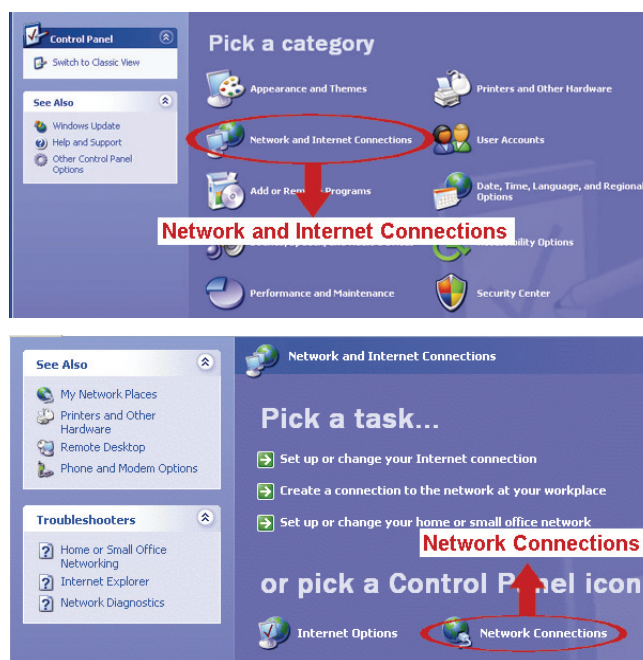 Control Panel
Switch to Classic View
See Also
Windows Update
Help and Support
Other Control Panel
Options
Pick a category
Appearance and Themes
Printers and Other Hardware
Network and Internet Connections
User Accounts
Add or Programs
Date, Time, Language, and Regional
Options
Network and Internet Connections
Options
Performance and Maintenance
Security Center
See Also
My Network Places
Printers and Other
Hardware
Remote Desktop
Phone and Modem Options
Troubleshooters
Home or Small Office
Networking
Internet Explorer
Network Diagnostics
Network and Internet Connections
Pick a task...
Set up or change your Internet connection
Create a connection to the network at your workplace
Set up or change your home or small office network
Network Connections
or pick a Control Panel icon
Internet Options
Network Connections